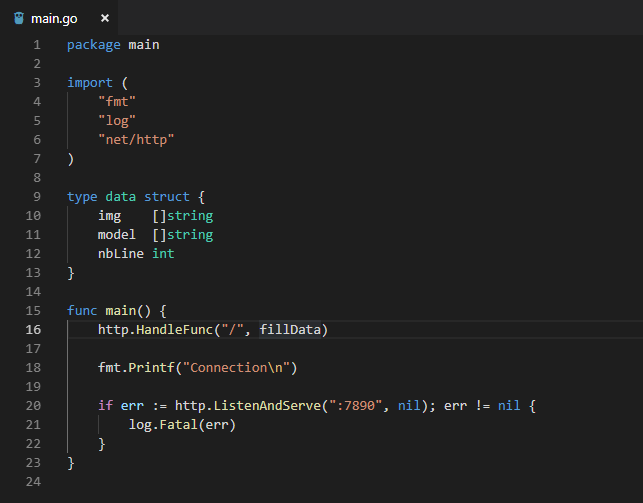 main.go ×
1 package main
2
3 import (
4     "fmt"
5     "log"
6     "net/http"
7 )
8
9 type data struct {
10     img    []string
11     model  []string
12     nbLine int
13 }
14
15 func main() {
16     http.HandleFunc("/", fillData)
17
18     fmt.Printf("Connection\n")
19
20     if err := http.ListenAndServe(":7890", nil); err != nil {
21         log.Fatal(err)
22     }
23 }
24